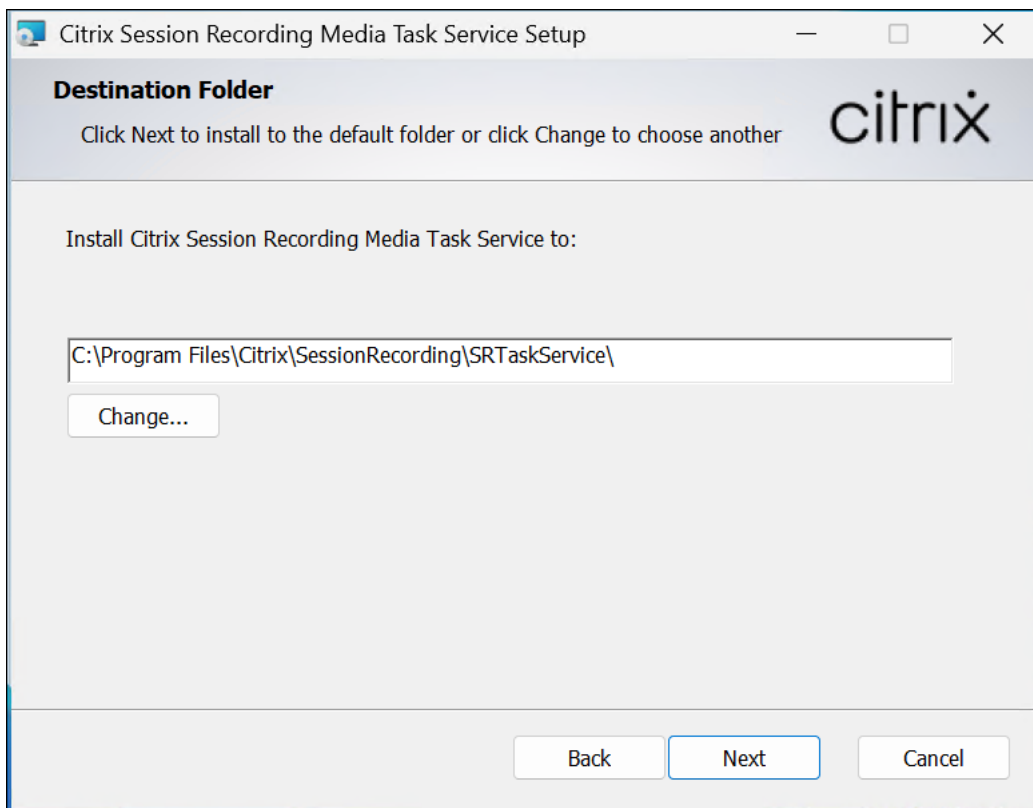 Citrix Session Recording Media Task Service Setup
Destination Folder
Click Next to install to the default folder or click Change to choose another
citrix
Install Citrix Session Recording Media Task Service to:
C:\Program Files\Citrix\SessionRecording\SRTaskService\
Change...
Back
Next
Cancel